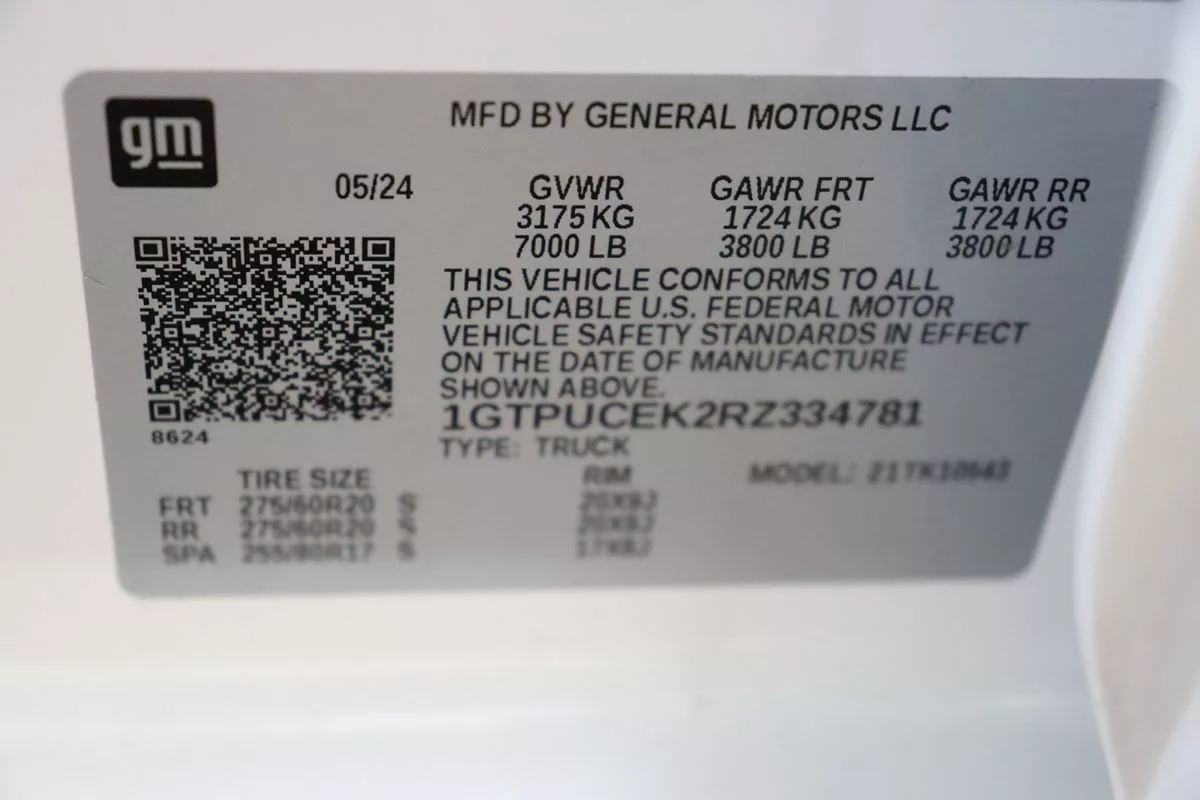 gm
MFD BY GENERAL MOTORS LLC
05/24 GVWR GAWR FRT GAWR RR
3175 KG 1724 KG 1724 KG
7000 LB 3800 LB 3800 LB
THIS VEHICLE CONFORMS TO ALL
APPLICABLE U.S. FEDERAL MOTOR
VEHICLE SAFETY STANDARDS IN EFFECT
ON THE DATE OF MANUFACTURE
SHOWN ABOVE.
1GTPUCEK2RZ334781
8624
TYPE: TRUCK
TIRE SIZE RIM MODEL: 21TK10543
FRT 275/60R20 S 20X9J
RR 275/60R20 S 20X9J
SPA 255/80R17 S 17X8J